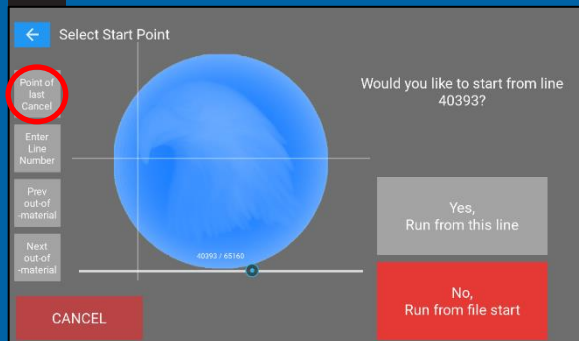 Select Start Point
Point of
last
Cancel
Enter
Line
Number
Prev
out-of
-material
Next
out-of
-material
40393 / 65160
CANCEL
Would you like to start from line
40393?
Yes,
Run from this line
No,
Run from file start